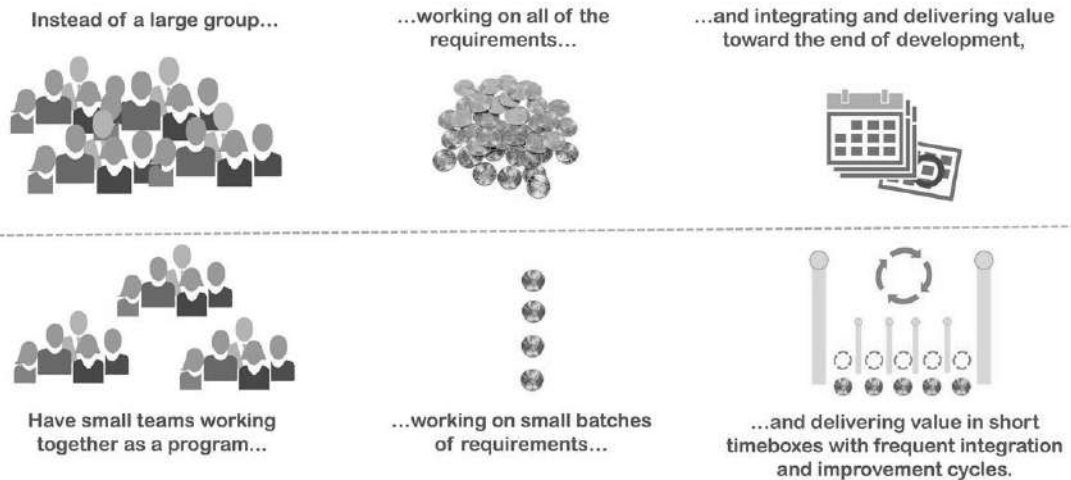 Instead of a large group...
...working on all of the
requirements...
...and integrating and delivering value
toward the end of development,
Have small teams working
together as a program...
...working on small batches
of requirements...
...and delivering value in short
timeboxes with frequent integration
and improvement cycles.